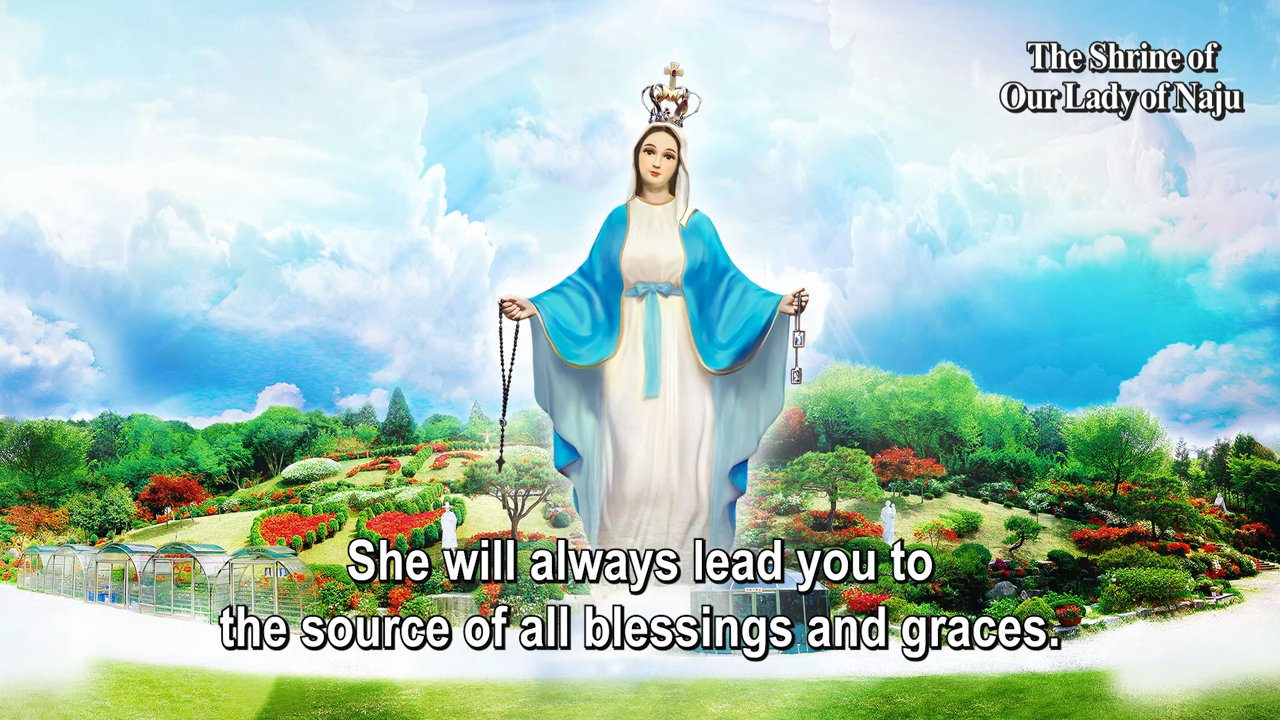 The Shrine of
Our Lady of Naju
She will always lead you to
the source of all blessings and graces.